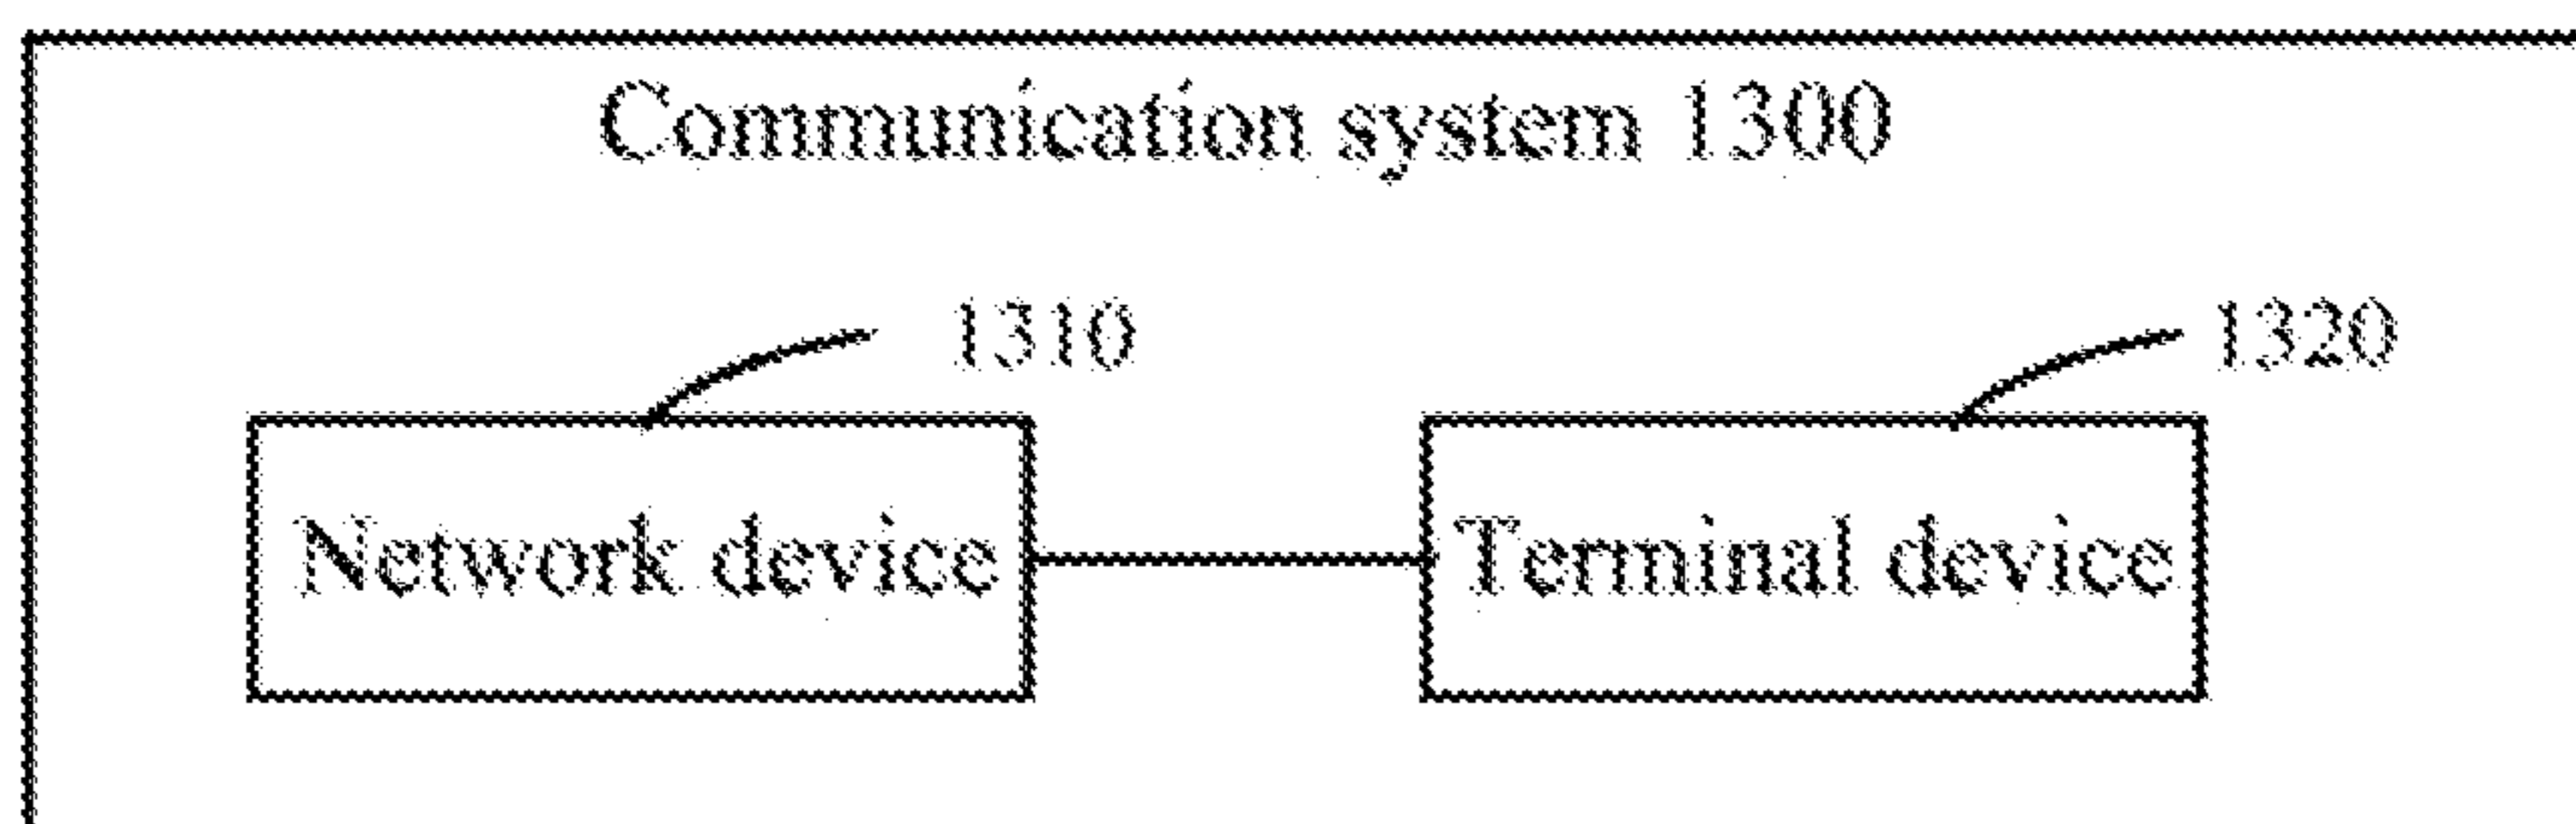 Communication system 1300
1310
1320
Network device
Terminal device